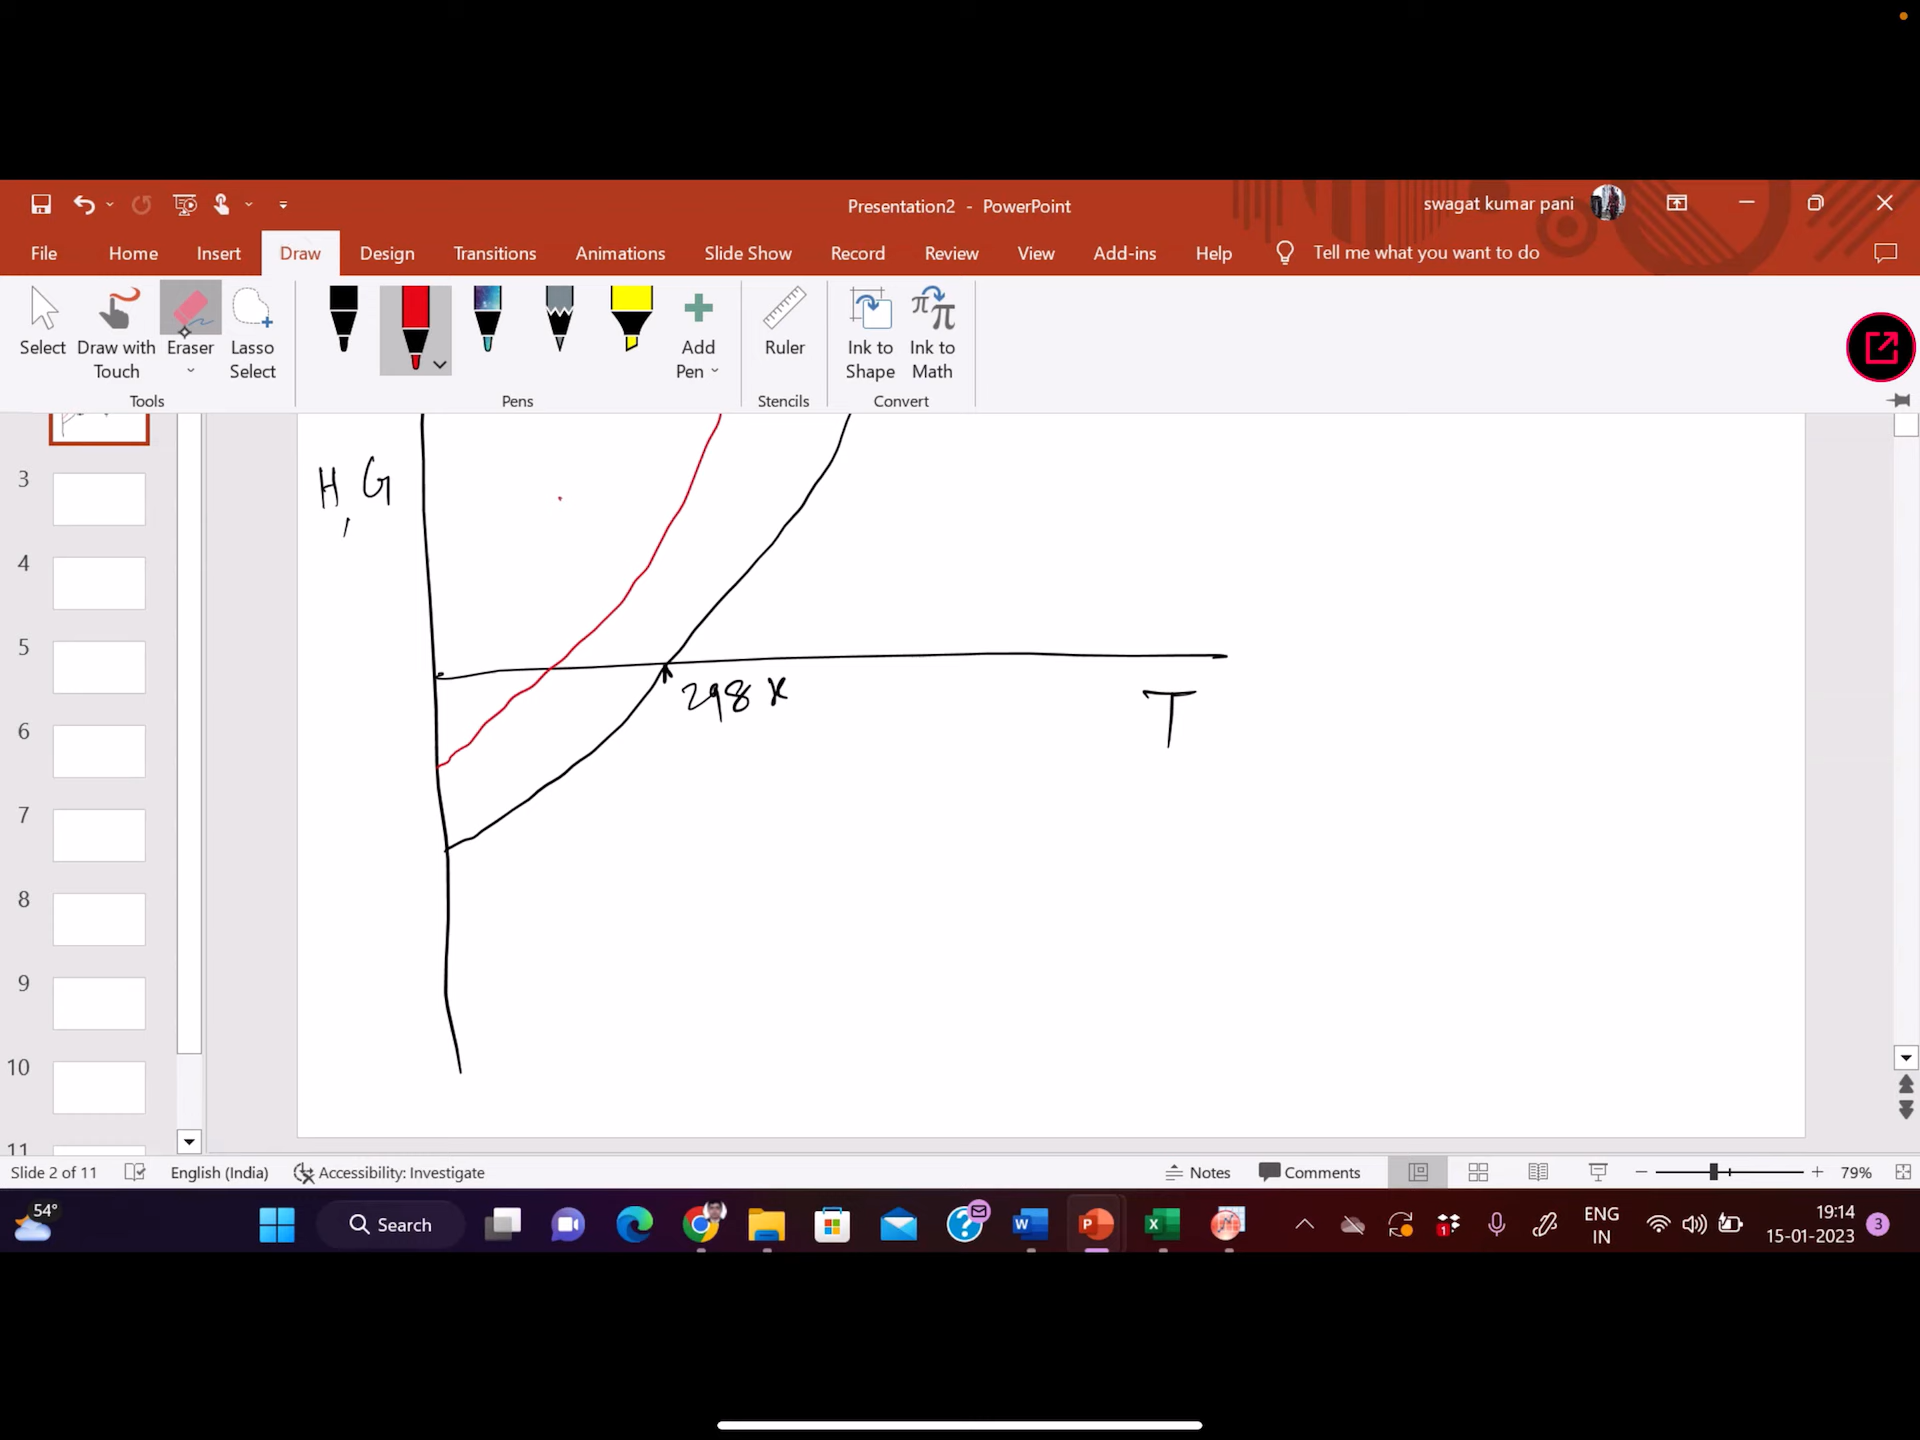 Presentation2 - PowerPoint
swagat kumar pani
File Home Insert Draw Design Transitions Animations Slide Show Record Review View Add-ins Help Tell me what you want to do
Select
Draw with Touch
Eraser
Lasso Select
Add Pen
Ruler
Ink to Shape
Ink to Math
Tools Pens Stencils Convert
H, G
298 K
T
3
4
5
6
7
8
9
10
11
Slide 2 of 11 English (India) Accessibility: Investigate Notes Comments 79%
54°
Search
1
ENG
IN
19:14
15-01-2023
3